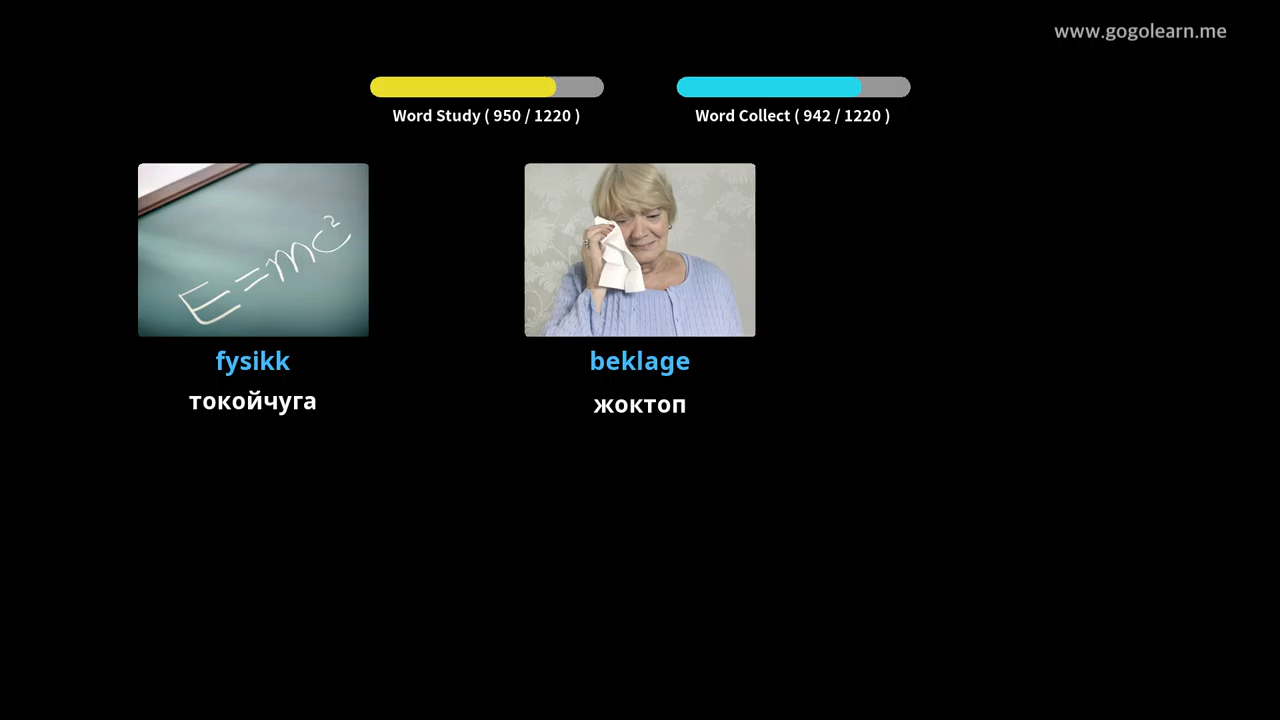 www.gogolearn.me
Word Study ( 950 / 1220 )
Word Collect ( 942 / 1220 )
E=mc²
fysikk
beklage
токойчуга
жоктоп